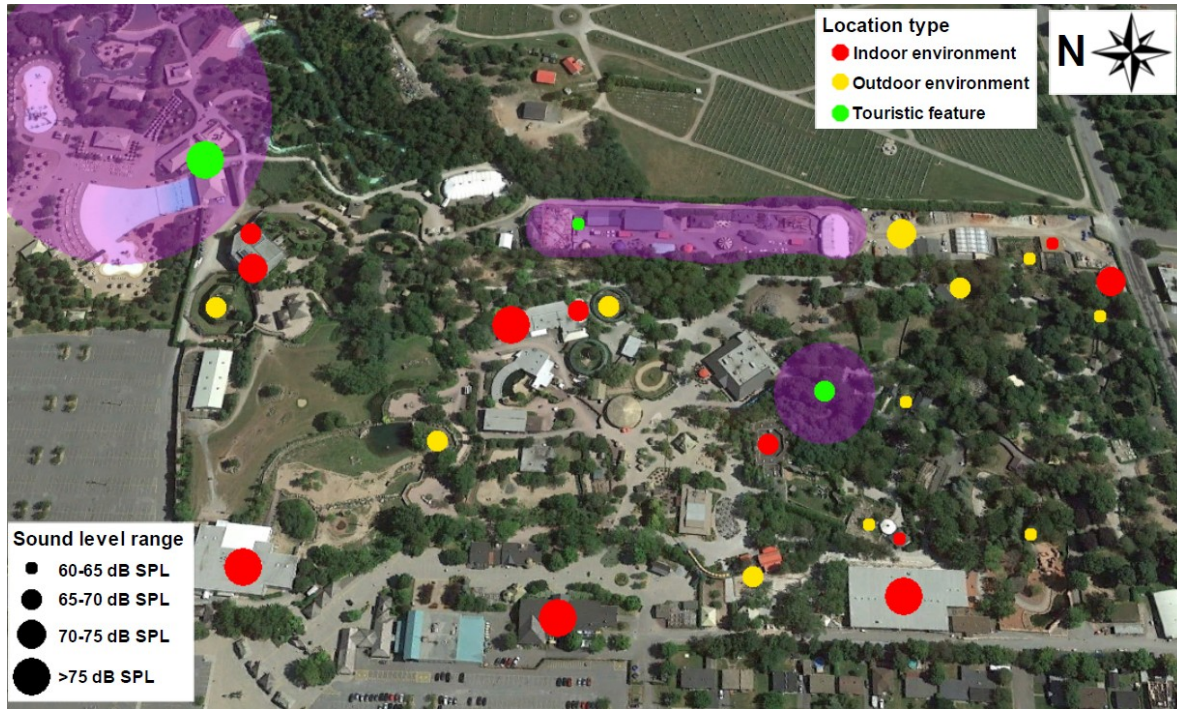 Location type
Indoor environment
Outdoor environment
Touristic feature
N
Sound level range
60-65 dB SPL
65-70 dB SPL
70-75 dB SPL
>75 dB SPL